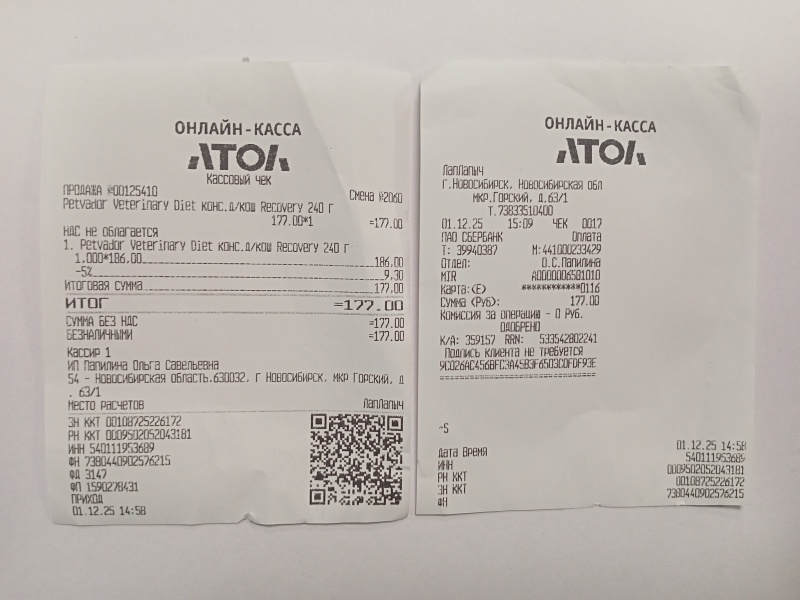 ОНЛАЙН-КАССА
АТОЛ
Кассовый чек
ПРОДАЖА №00125410
Смена №2060
Petvador Veterinary Diet конс.д/кош Recovery 240 г
177.00*1 =177.00
НДС не облагается
1. Petvador Veterinary Diet конс.д/кош Recovery 240 г
1,000*186,00 186,00
-5% 9,30
Итоговая сумма 177,00
ИТОГ =177.00
СУММА БЕЗ НДС =177.00
БЕЗНАЛИЧНЫМИ =177.00
Кассир 1
ИП Папилина Ольга Савельевна
54 - Новосибирская область,630032, г Новосибирск, мкр Горский, д
. 63/1
Место расчетов ЛапЛапыч
ЗН ККТ 00108725226172
РН ККТ 0009502052043181
ИНН 540111953689
ФН 7380440902576215
ФД 3147
ФП 1590278431
ПРИХОД
01.12.25 14:58
ОНЛАЙН-КАССА
АТОЛ
ЛапЛапыч
г.Новосибирск, Новосибирская обл
мкр.Горский, д.63/1
Т.73833510400
01.12.25 15:09 ЧЕК 0017
ПАО СБЕРБАНК Оплата
Т: 39940387 М:441000233429
Отдел: О.С.Папилина
MIR A0000006581010
Карта:(E) ************0116
Сумма (Руб): 177.00
Комиссия за операцию - 0 Руб.
ОДОБРЕНО
К/А: 359157 RRN: 533542802241
Подпись клиента не требуется
9C026AC456BFC3A45B3F6503C0FDF93E
================================
~S
Дата Время 01.12.25 14:58
ИНН 540111953689
РН ККТ 0009502052043181
ЗН ККТ 00108725226172
ФН 7380440902576215